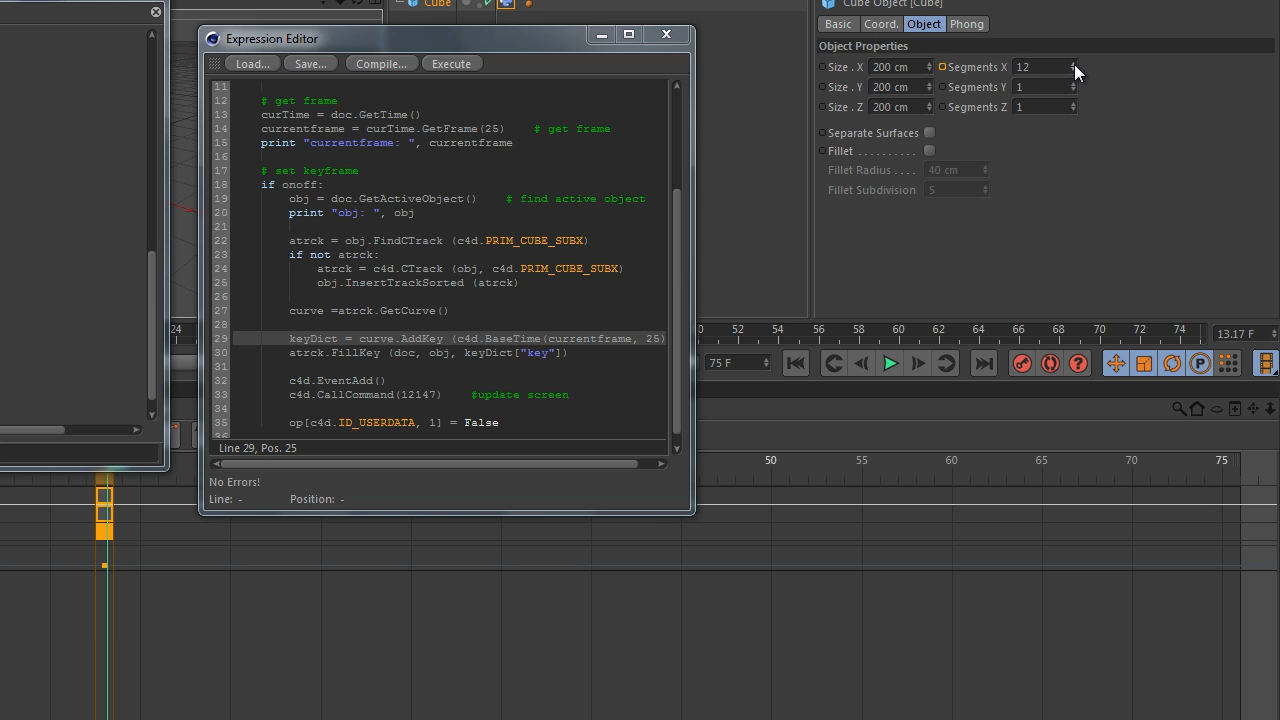 Cube
Cube Object [Cube]
Basic Coord. Object Phong
Object Properties
Size . X 200 cm Segments X 12
Size . Y 200 cm Segments Y 1
Size . Z 200 cm Segments Z 1
Separate Surfaces
Fillet . . . . . . . . . .
Fillet Radius . . . . 40 cm
Fillet Subdivision 5
Expression Editor
Load... Save... Compile... Execute
11
12 # get frame
13 curTime = doc.GetTime()
14 currentframe = curTime.GetFrame(25) # get frame
15 print "currentframe: ", currentframe
16
17 # set keyframe
18 if onoff:
19 obj = doc.GetActiveObject() # find active object
20 print "obj: ", obj
21
22 atrck = obj.FindCTrack (c4d.PRIM_CUBE_SUBX)
23 if not atrck:
24 atrck = c4d.CTrack (obj, c4d.PRIM_CUBE_SUBX)
25 obj.InsertTrackSorted (atrck)
26
27 curve =atrck.GetCurve()
28
29 keyDict = curve.AddKey (c4d.BaseTime(currentframe, 25)
30 atrck.FillKey (doc, obj, keyDict["key"])
31
32 c4d.EventAdd()
33 c4d.CallCommand(12147) #update screen
34
35 op[c4d.ID_USERDATA, 1] = False
36
Line 29, Pos. 25
No Errors!
Line: - Position: -
24 0 52 54 56 58 60 62 64 66 68 70 72 74 13.17 F
75 F
50 55 60 65 70 75